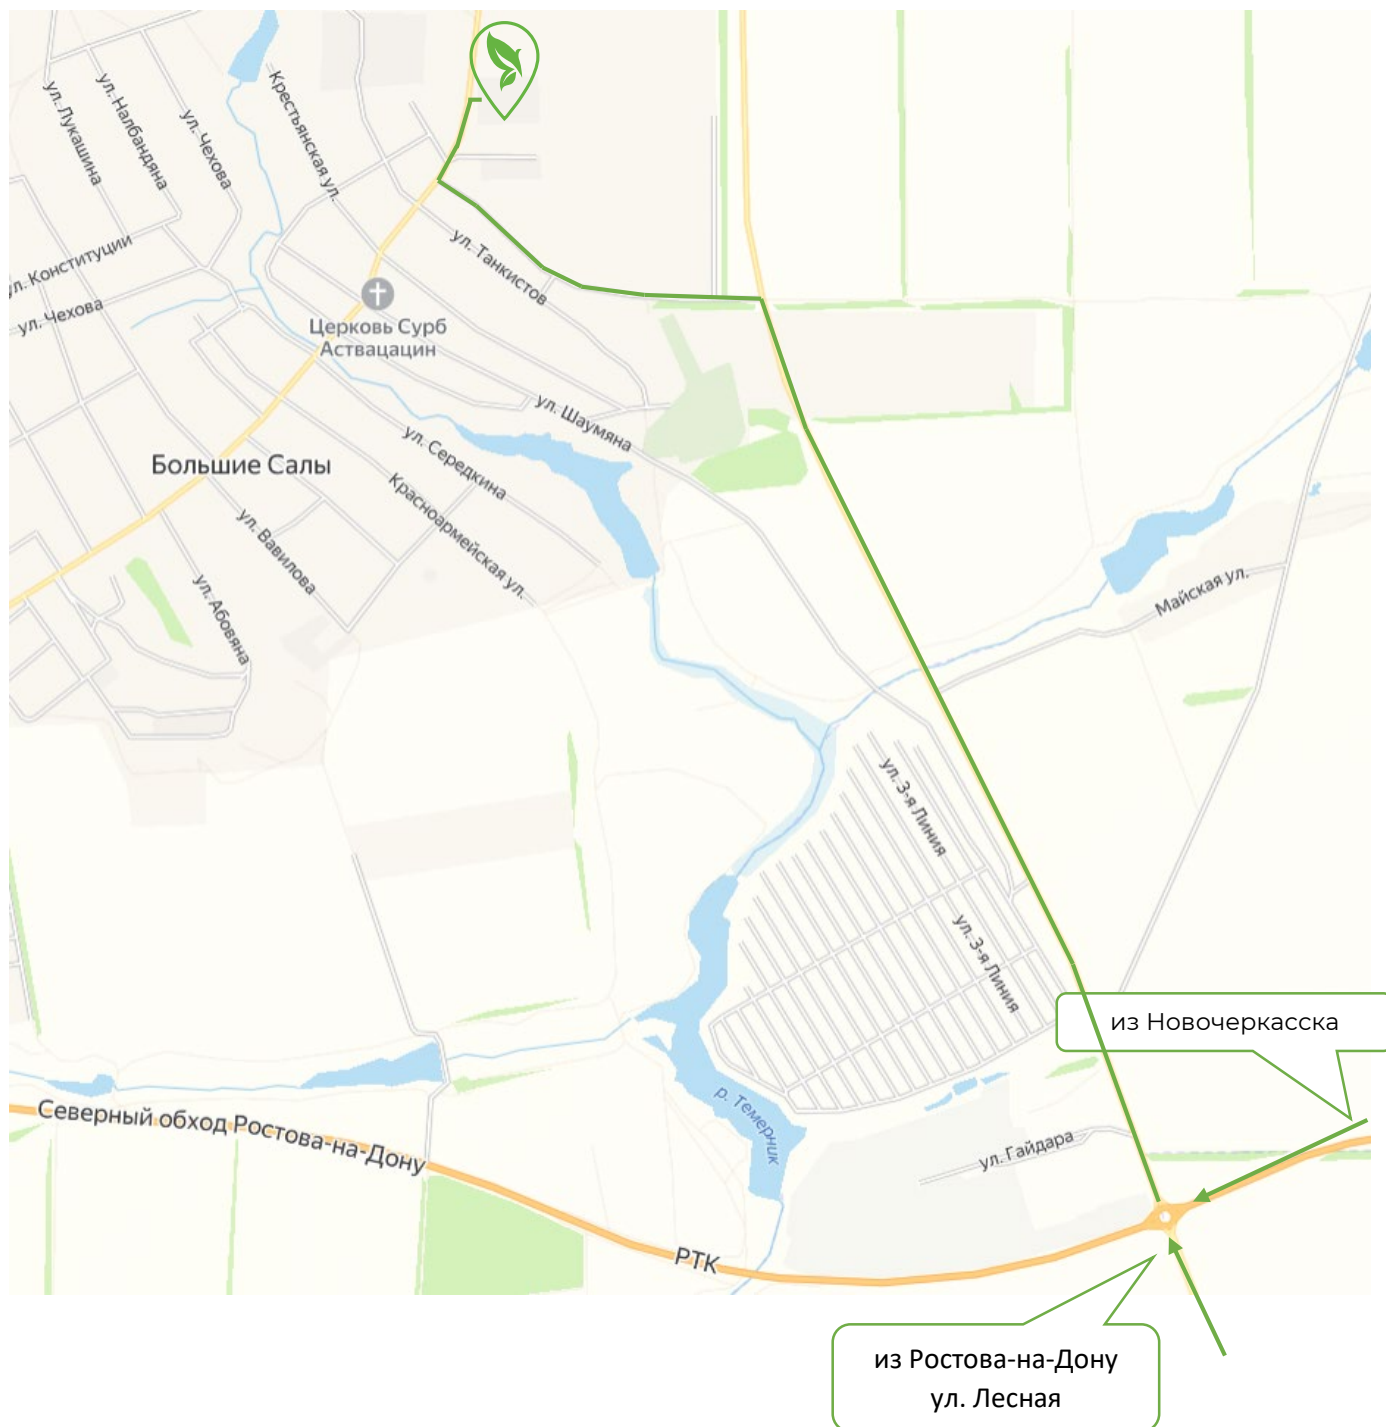 ул. Лукашина
ул. Налбандяна
ул. Чехова
Крестьянская ул.
ул. Конституции
ул. Чехова
ул. Танкистов
Церковь Сурб
Аствацацин
ул. Шаумяна
ул. Середкина
Большие Салы
Красноармейская ул.
ул. Вавилова
ул. Абовяна
Майская ул.
ул. 3-я Линия
ул. 3-я Линия
из Новочеркасска
р. Темерник
Северный обход Ростова-на-Дону
ул. Гайдара
РТК
из Ростова-на-Дону
ул. Лесная